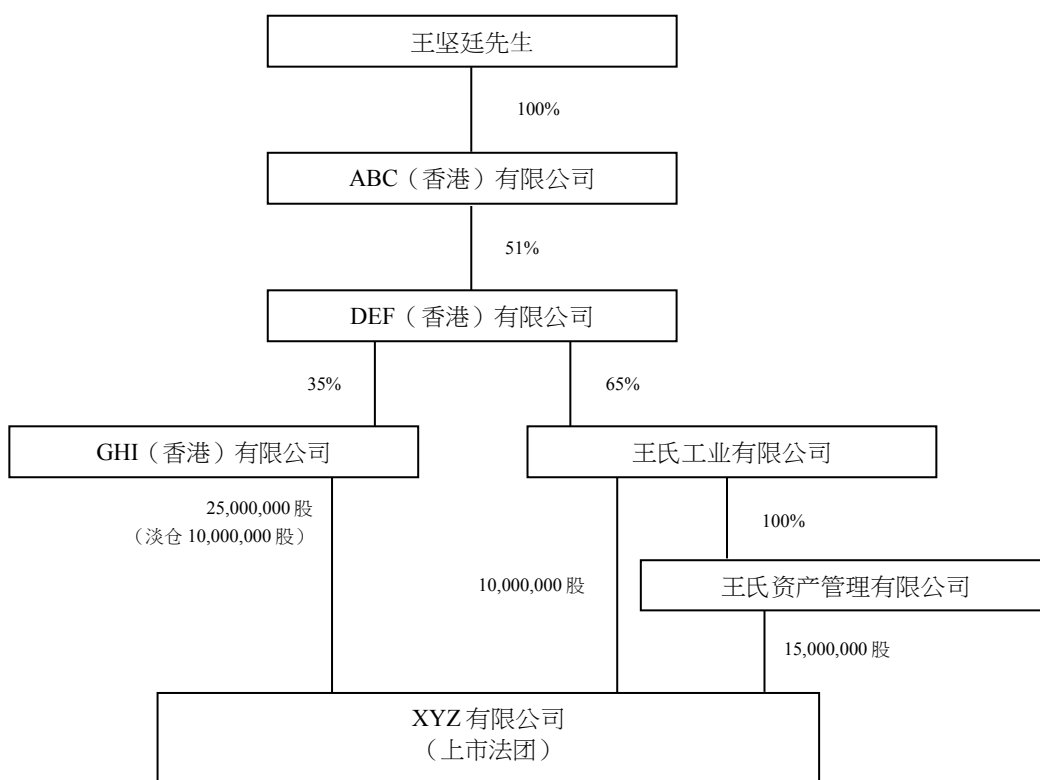 王坚廷先生
100%
ABC（香港）有限公司
51%
DEF（香港）有限公司
35%
65%
GHI（香港）有限公司
王氏工业有限公司
25,000,000 股
（淡仓 10,000,000 股）
100%
10,000,000 股
王氏资产管理有限公司
15,000,000 股
XYZ 有限公司
（上市法团）